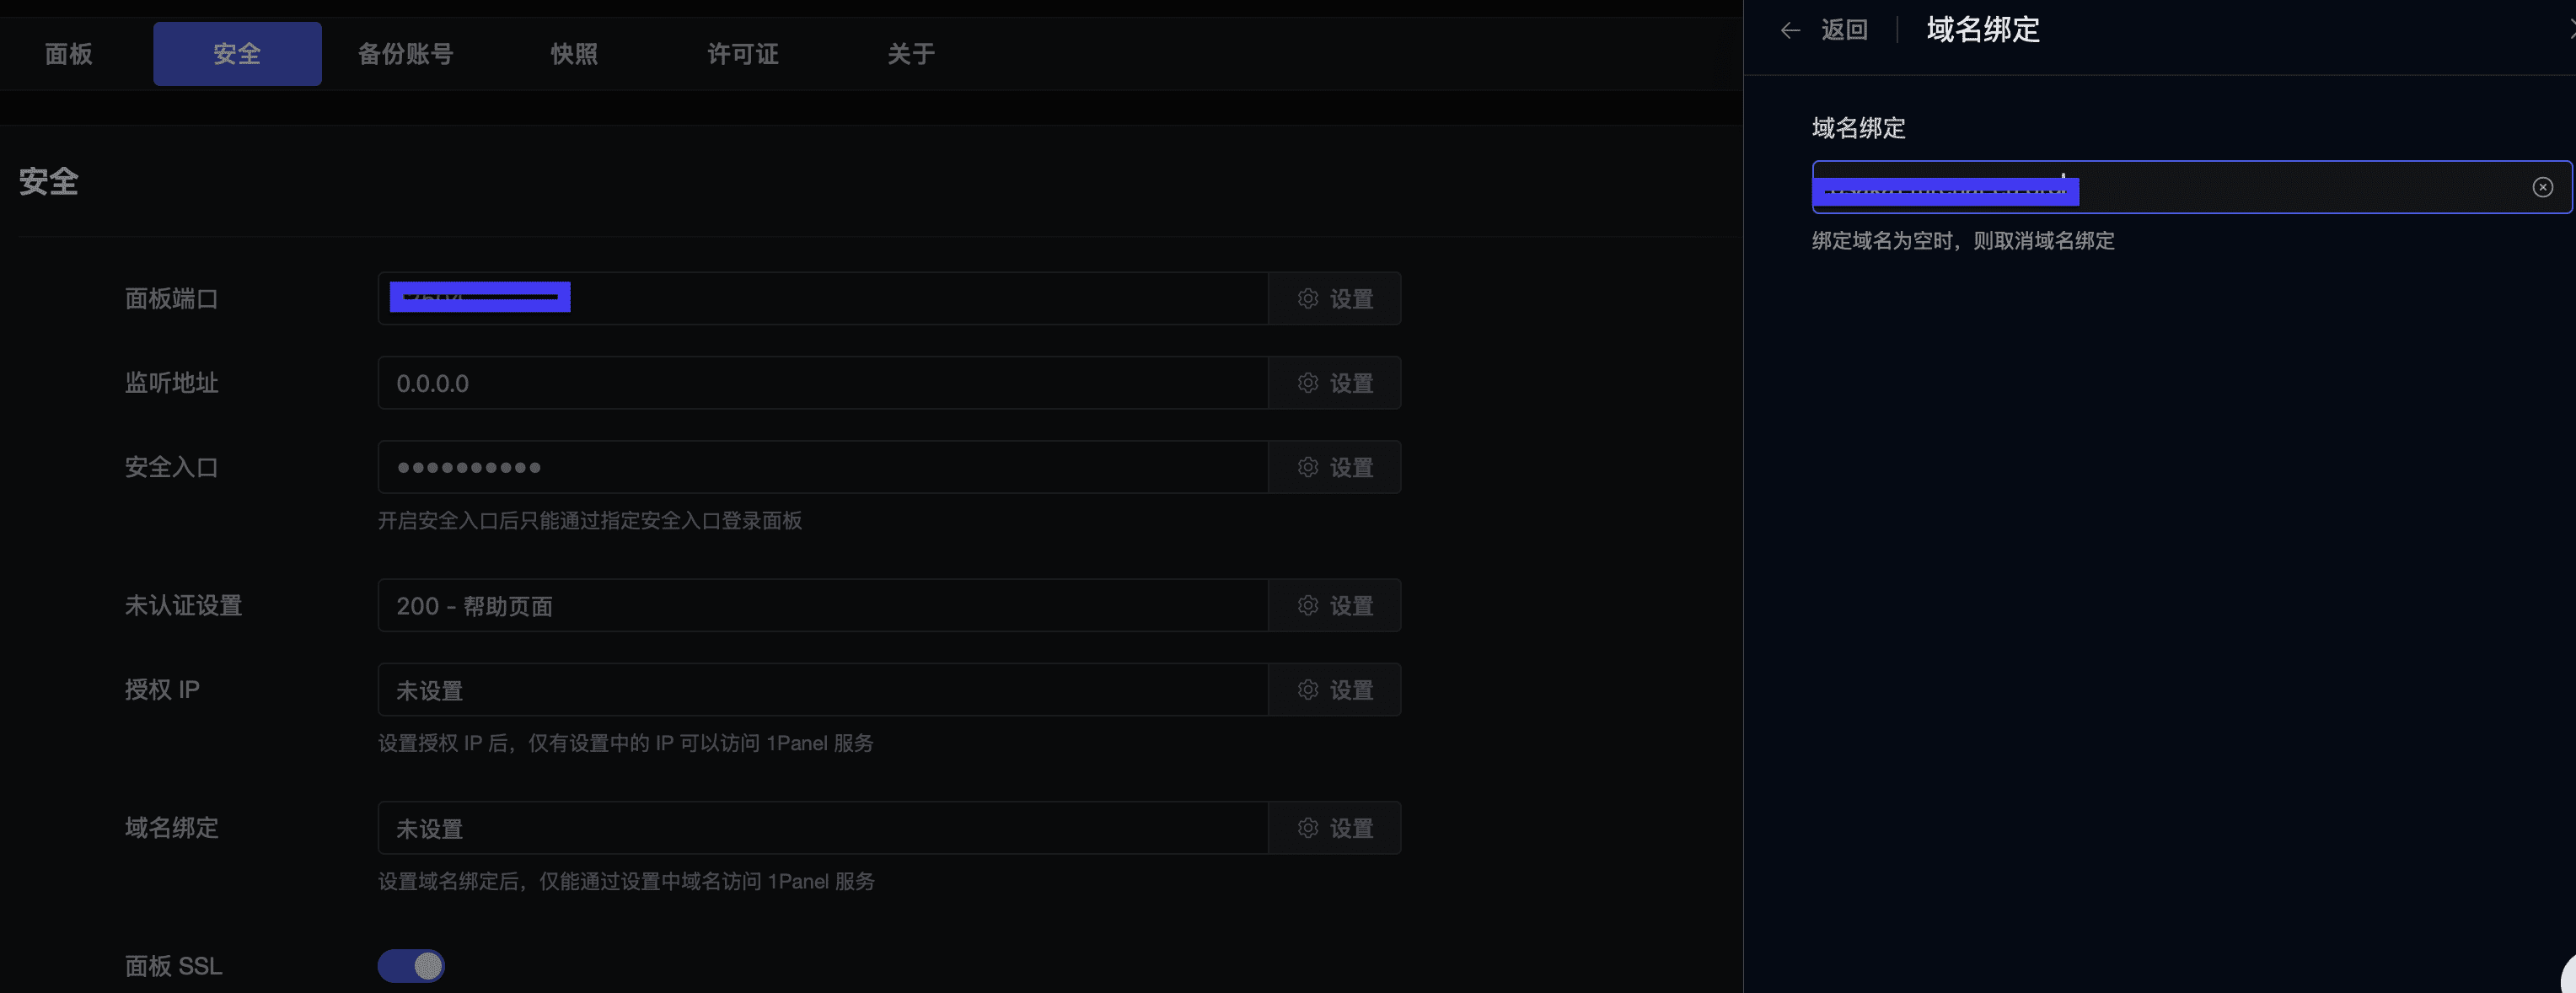 面板
安全
备份账号
快照
许可证
关于
安全
面板端口
设置
监听地址
0.0.0.0
设置
安全入口
●●●●●●●●●●
设置
开启安全入口后只能通过指定安全入口登录面板
未认证设置
200 - 帮助页面
设置
授权 IP
未设置
设置
设置授权 IP 后，仅有设置中的 IP 可以访问 1Panel 服务
域名绑定
未设置
设置
设置域名绑定后，仅能通过设置中域名访问 1Panel 服务
面板 SSL
返回
域名绑定
域名绑定
绑定域名为空时，则取消域名绑定